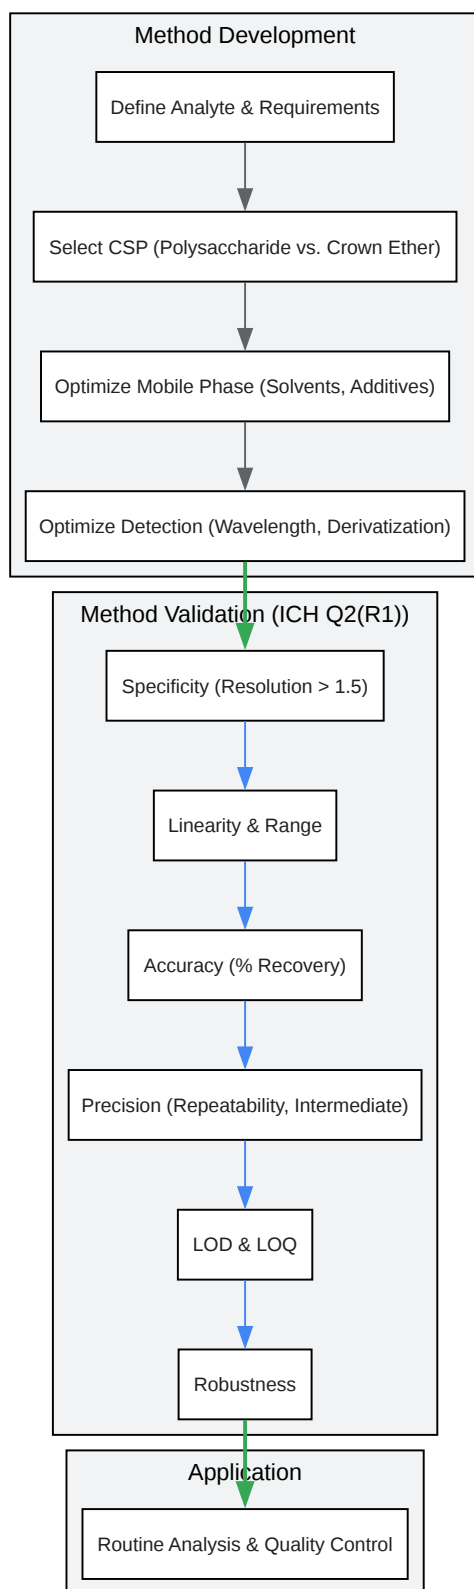 Method Development
Define Analyte & Requirements
Select CSP (Polysaccharide vs. Crown Ether)
Optimize Mobile Phase (Solvents, Additives)
Optimize Detection (Wavelength, Derivatization)
Method Validation (ICH Q2(R1))
Specificity (Resolution > 1.5)
Linearity & Range
Accuracy (% Recovery)
Precision (Repeatability, Intermediate)
LOD & LOQ
Robustness
Application
Routine Analysis & Quality Control